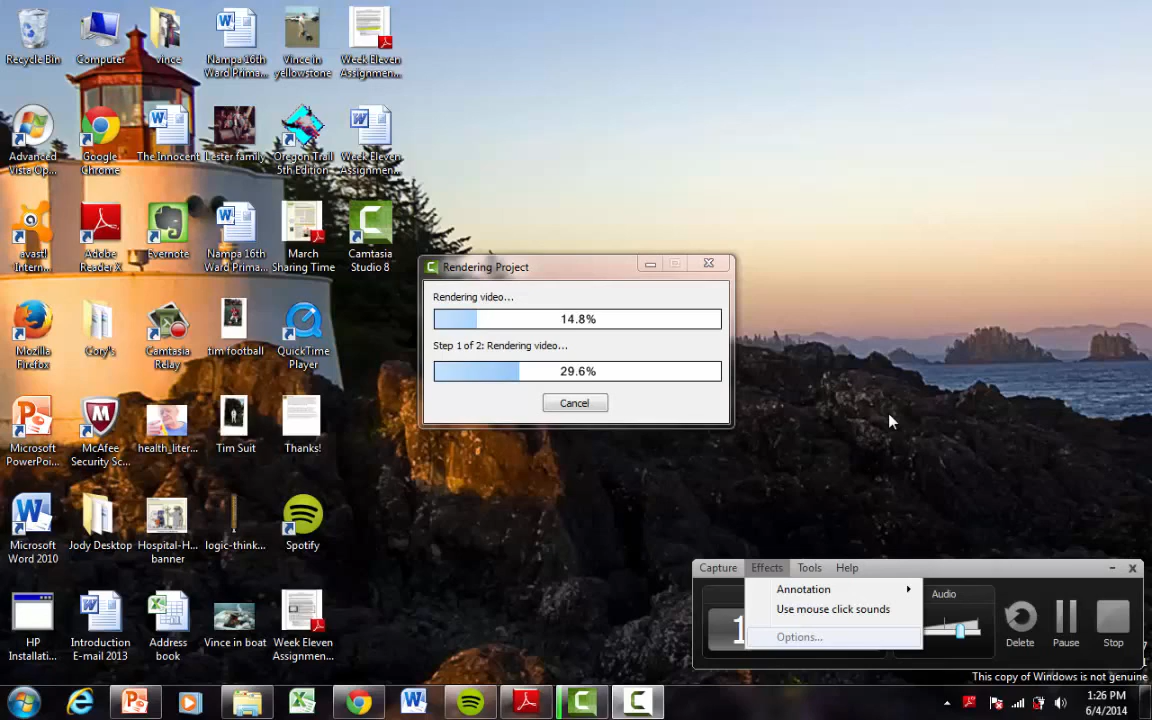 Recycle Bin
Computer
vince
Nampa 16th
Ward Prima...
Vince in
yellowstone
Week Eleven
Assignmen...
Advanced
Vista Op...
Google
Chrome
The Innocent
Lester family
Oregon Trail
5th Edition
Week Eleven
Assignmen...
avast!
Intern...
Adobe
Reader X
Evernote
Nampa 16th
Ward Prima...
March
Sharing Time
Camtasia
Studio 8
Mozilla
Firefox
Cory's
Camtasia
Relay
tim football
QuickTime
Player
Microsoft
PowerPoi...
McAfee
Security Sc...
health_liter...
Tim Suit
Thanks!
Microsoft
Word 2010
Jody Desktop
Hospital-H...
banner
logic-think...
Spotify
HP
Installati...
Introduction
E-mail 2013
Address
book
Vince in boat
Week Eleven
Assignmen...
Rendering Project
Rendering video...
14.8%
Step 1 of 2: Rendering video...
29.6%
Cancel
Capture Effects Tools Help
Annotation
Use mouse click sounds
Options...
Audio
Delete
Pause
Stop
This copy of Windows is not genuine
1:26 PM
6/4/2014